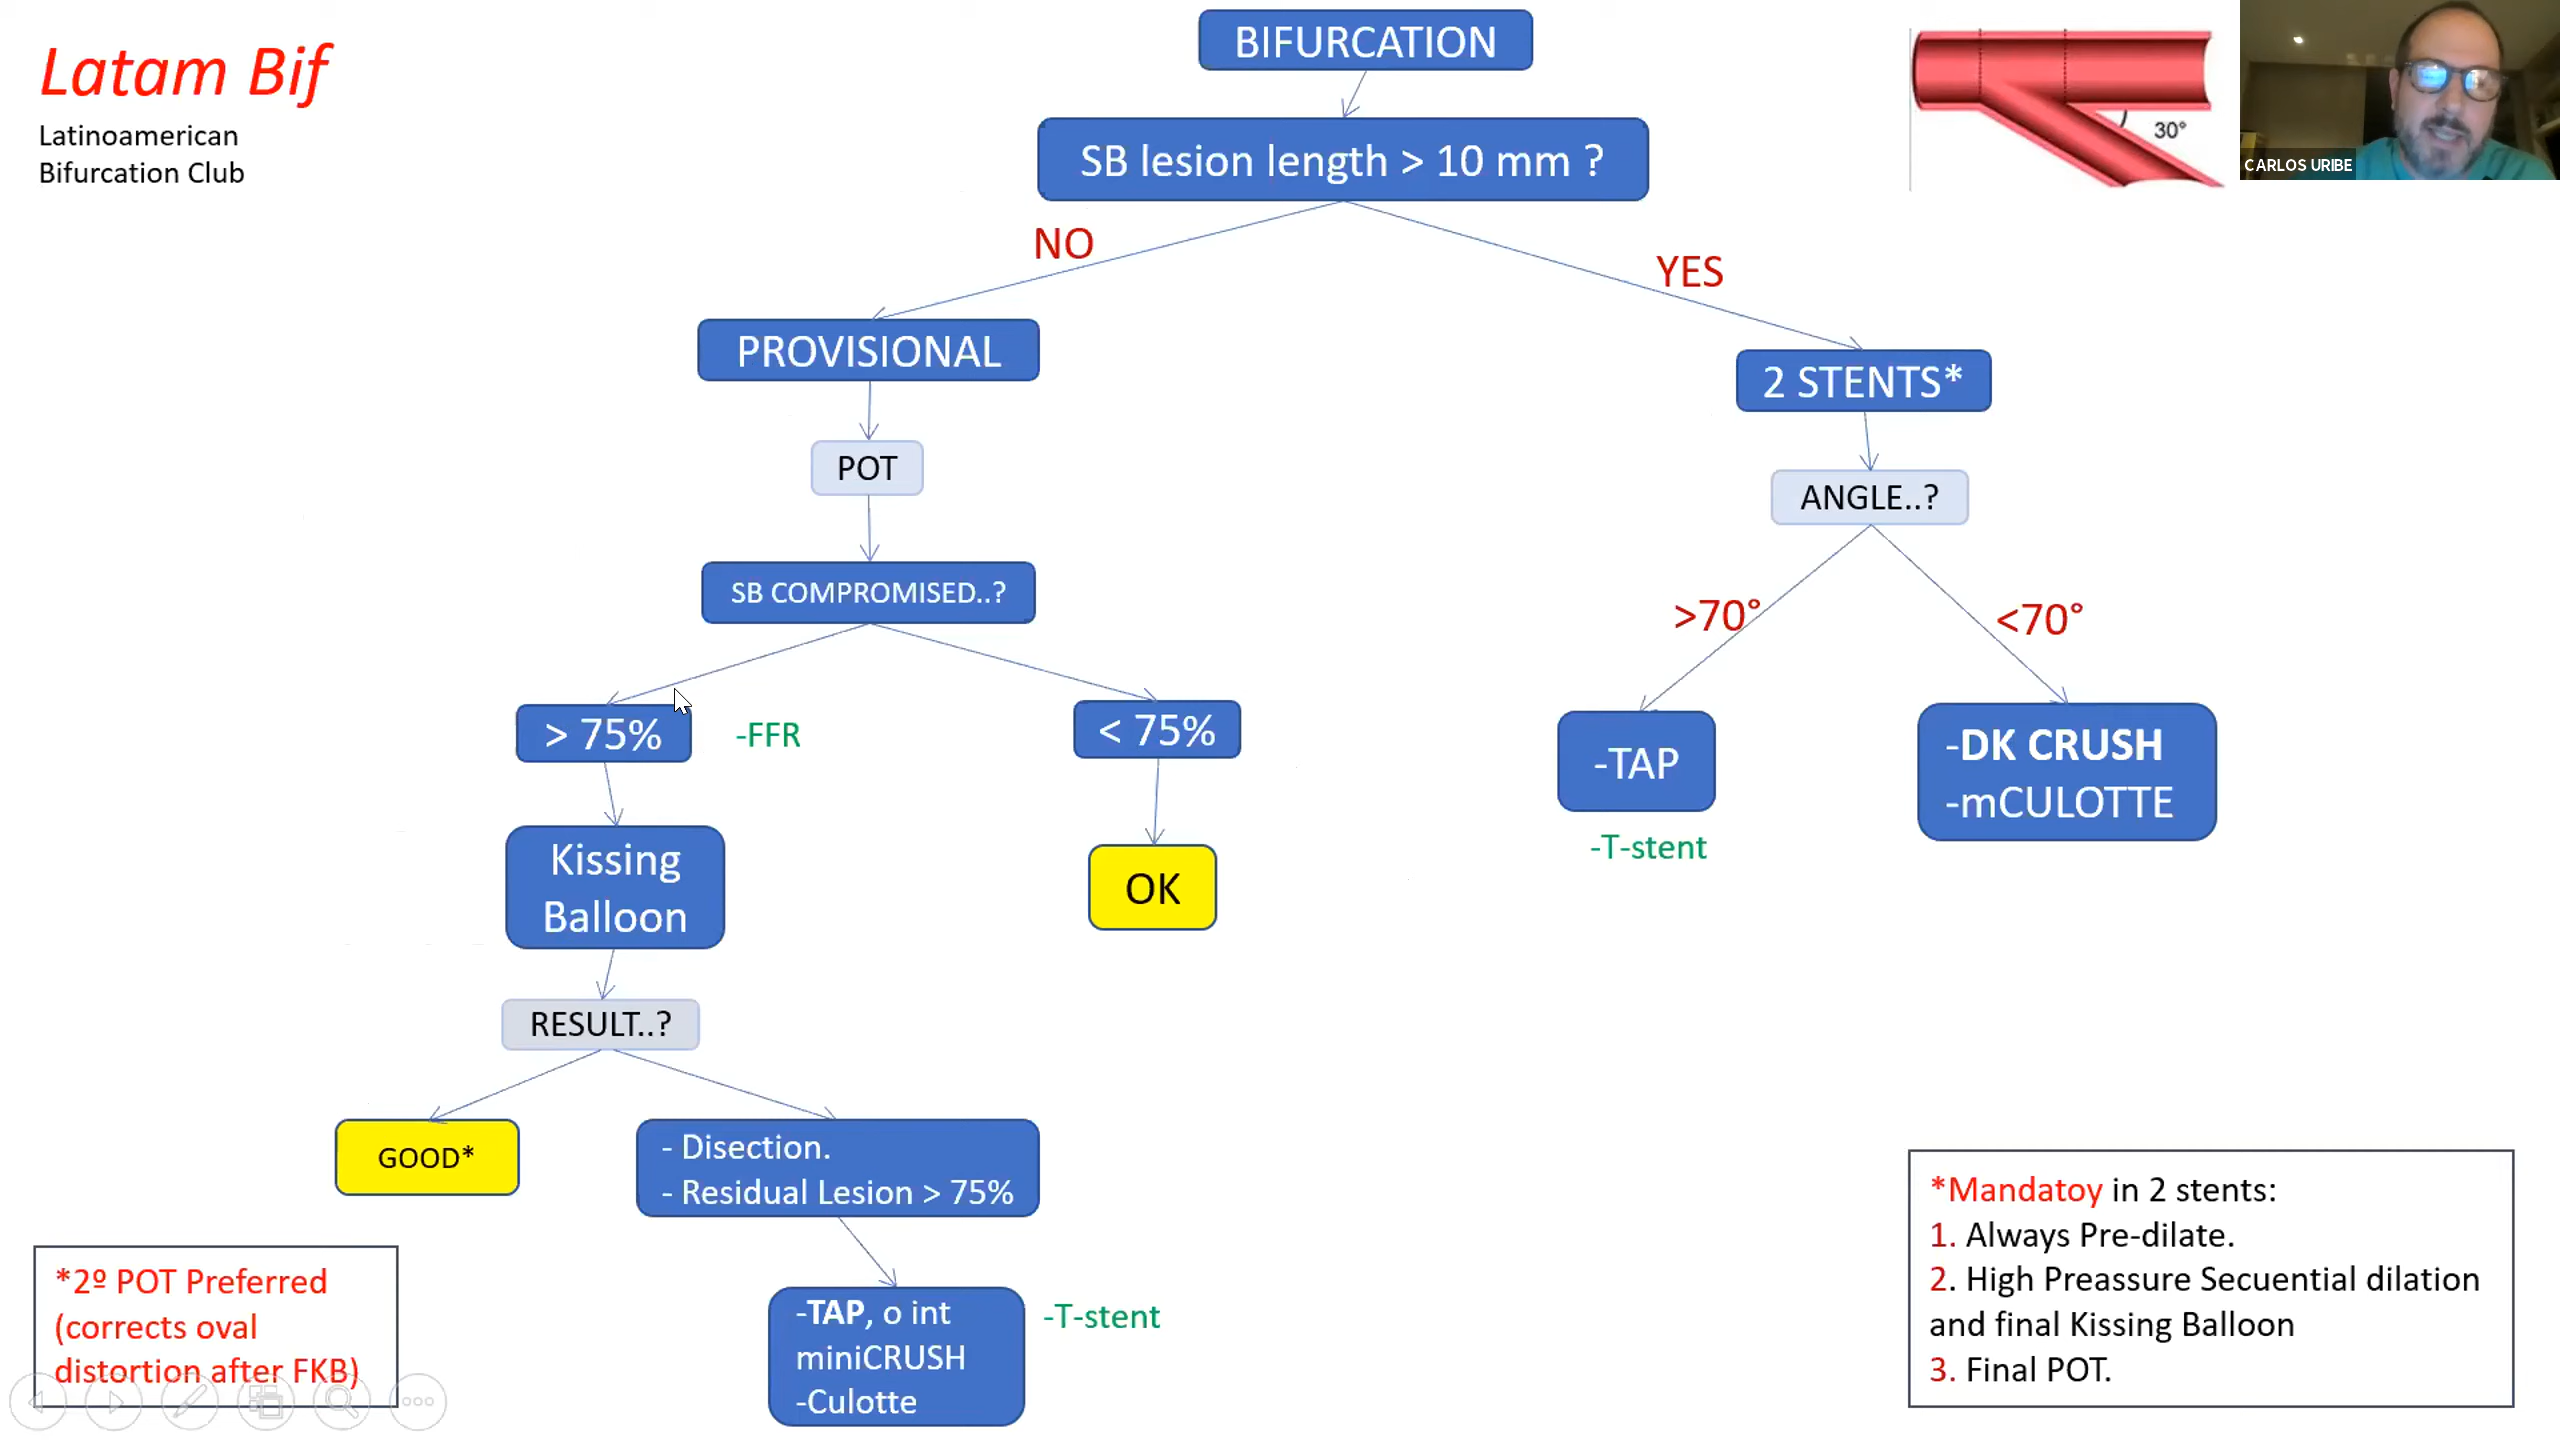 Latam Bif
Latinoamerican
Bifurcation Club
BIFURCATION
30°
CARLOS URIBE
SB lesion length > 10 mm ?
NO
YES
PROVISIONAL
2 STENTS*
POT
ANGLE..?
SB COMPROMISED..?
>70°
<70°
> 75%
-FFR
< 75%
-TAP
-DK CRUSH
-mCULOTTE
-T-stent
Kissing
Balloon
OK
RESULT..?
GOOD*
- Disection.
- Residual Lesion > 75%
*2º POT Preferred
(corrects oval
distortion after FKB)
-TAP, o int
miniCRUSH
-Culotte
-T-stent
*Mandatoy in 2 stents:
1. Always Pre-dilate.
2. High Preassure Secuential dilation
and final Kissing Balloon
3. Final POT.